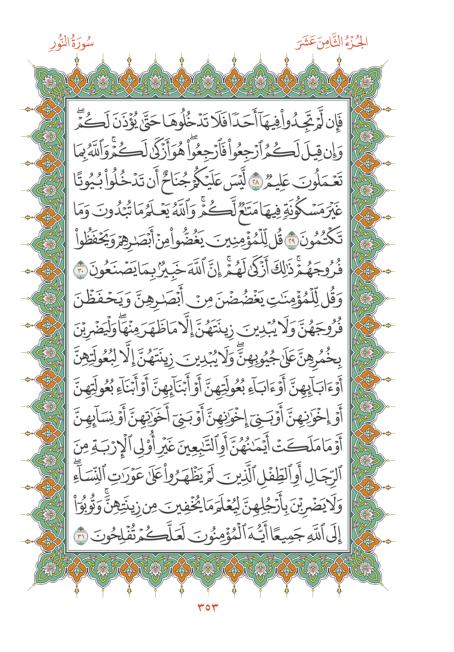 الجُزْءُ الثَّامِنَ عَشَرَ
سُورَةُ النُّورِ
فَإِن لَّمْ تَجِدُواْ فِيهَآ أَحَدٗا فَلَا تَدْخُلُوهَا حَتَّىٰ يُؤْذَنَ لَكُمۡۖ
وَإِن قِيلَ لَكُمُ ٱرْجِعُواْ فَٱرْجِعُواْۖ هُوَ أَزْكَىٰ لَكُمْۚ وَٱللَّهُ بِمَا
تَعْمَلُونَ عَلِيمٞ ٢٨ لَّيْسَ عَلَيْكُمْ جُنَاحٌ أَن تَدْخُلُواْ بُيُوتًا
غَيْرَ مَسْكُونَةٖ فِيهَا مَتَٰعٞ لَّكُمْۚ وَٱللَّهُ يَعْلَمُ مَا تُبْدُونَ وَمَا
تَكْتُمُونَ ٢٩ قُل لِّلْمُؤْمِنِينَ يَغُضُّواْ مِنْ أَبْصَٰرِهِمْ وَيَحْفَظُواْ
فُرُوجَهُمْۚ ذَٰلِكَ أَزْكَىٰ لَهُمْۚ إِنَّ ٱللَّهَ خَبِيرُۢ بِمَا يَصْنَعُونَ ٣٠
وَقُل لِّلْمُؤْمِنَٰتِ يَغْضُضْنَ مِنْ أَبْصَٰرِهِنَّ وَيَحْفَظْنَ
فُرُوجَهُنَّ وَلَا يُبْدِينَ زِينَتَهُنَّ إِلَّا مَا ظَهَرَ مِنْهَاۖ وَلْيَضْرِبْنَ
بِخُمُرِهِنَّ عَلَىٰ جُيُوبِهِنَّۖ وَلَا يُبْدِينَ زِينَتَهُنَّ إِلَّا لِبُعُولَتِهِنَّ
أَوْ ءَابَآئِهِنَّ أَوْ ءَابَآءِ بُعُولَتِهِنَّ أَوْ أَبْنَآئِهِنَّ أَوْ أَبْنَآءِ بُعُولَتِهِنَّ
أَوْ إِخْوَٰنِهِنَّ أَوْ بَنِيٓ إِخْوَٰنِهِنَّ أَوْ بَنِيٓ أَخَوَٰتِهِنَّ أَوْ نِسَآئِهِنَّ
أَوْ مَا مَلَكَتْ أَيْمَٰنُهُنَّ أَوِ ٱلتَّٰبِعِينَ غَيْرِ أُوْلِي ٱلْإِرْبَةِ مِنَ
ٱلرِّجَالِ أَوِ ٱلطِّفْلِ ٱلَّذِينَ لَمْ يَظْهَرُواْ عَلَىٰ عَوْرَٰتِ ٱلنِّسَآءِۖ
وَلَا يَضْرِبْنَ بِأَرْجُلِهِنَّ لِيُعْلَمَ مَا يُخْفِينَ مِن زِينَتِهِنَّۚ وَتُوبُوٓاْ
إِلَى ٱللَّهِ جَمِيعًا أَيُّهَ ٱلْمُؤْمِنُونَ لَعَلَّكُمْ تُفْلِحُونَ ٣١
٣٥٣